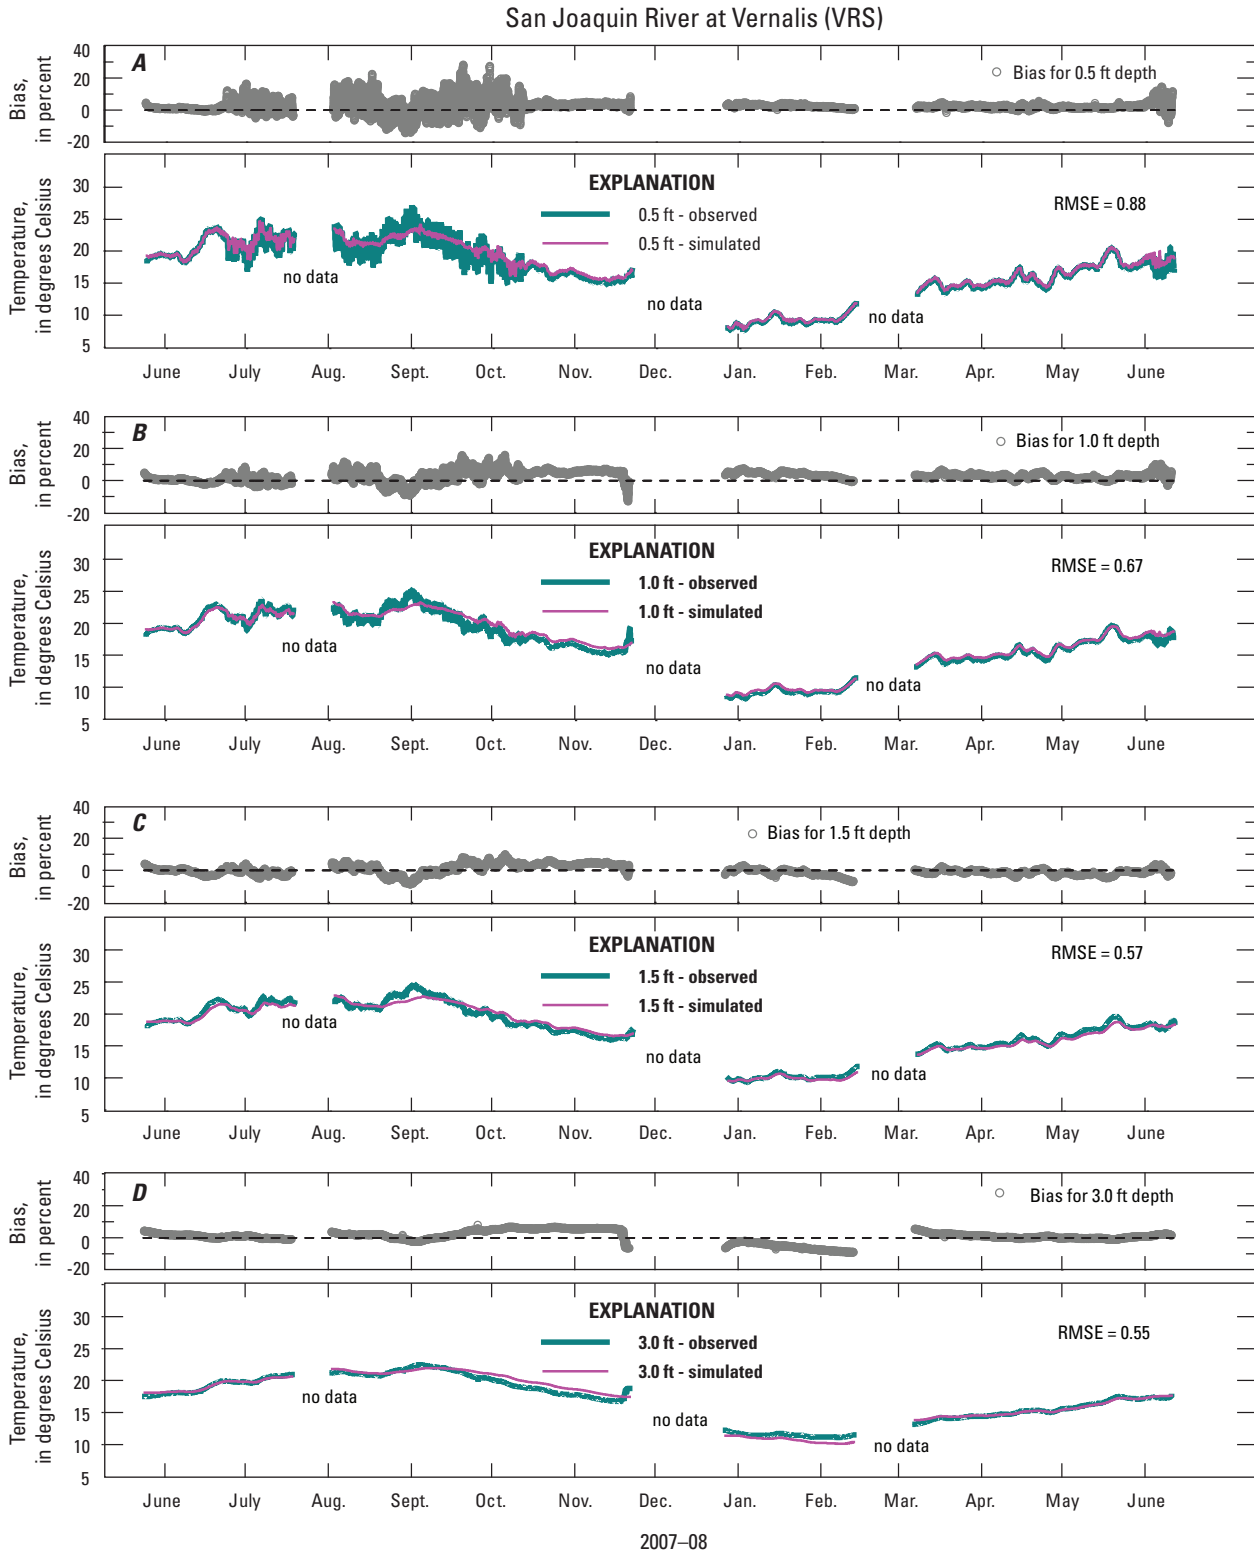 San Joaquin River at Vernalis (VRS)
A
Bias, in percent
40
20
0
-20
Bias for 0.5 ft depth
Temperature, in degrees Celsius
30
25
20
15
10
5
EXPLANATION
0.5 ft - observed
0.5 ft - simulated
RMSE = 0.88
no data
no data
no data
June July Aug. Sept. Oct. Nov. Dec. Jan. Feb. Mar. Apr. May June
B
Bias, in percent
40
20
0
-20
Bias for 1.0 ft depth
Temperature, in degrees Celsius
30
25
20
15
10
5
EXPLANATION
1.0 ft - observed
1.0 ft - simulated
RMSE = 0.67
no data
no data
no data
June July Aug. Sept. Oct. Nov. Dec. Jan. Feb. Mar. Apr. May June
C
Bias, in percent
40
20
0
-20
Bias for 1.5 ft depth
Temperature, in degrees Celsius
30
25
20
15
10
5
EXPLANATION
1.5 ft - observed
1.5 ft - simulated
RMSE = 0.57
no data
no data
no data
June July Aug. Sept. Oct. Nov. Dec. Jan. Feb. Mar. Apr. May June
D
Bias, in percent
40
20
0
-20
Bias for 3.0 ft depth
Temperature, in degrees Celsius
30
25
20
15
10
5
EXPLANATION
3.0 ft - observed
3.0 ft - simulated
RMSE = 0.55
no data
no data
no data
June July Aug. Sept. Oct. Nov. Dec. Jan. Feb. Mar. Apr. May June
2007–08